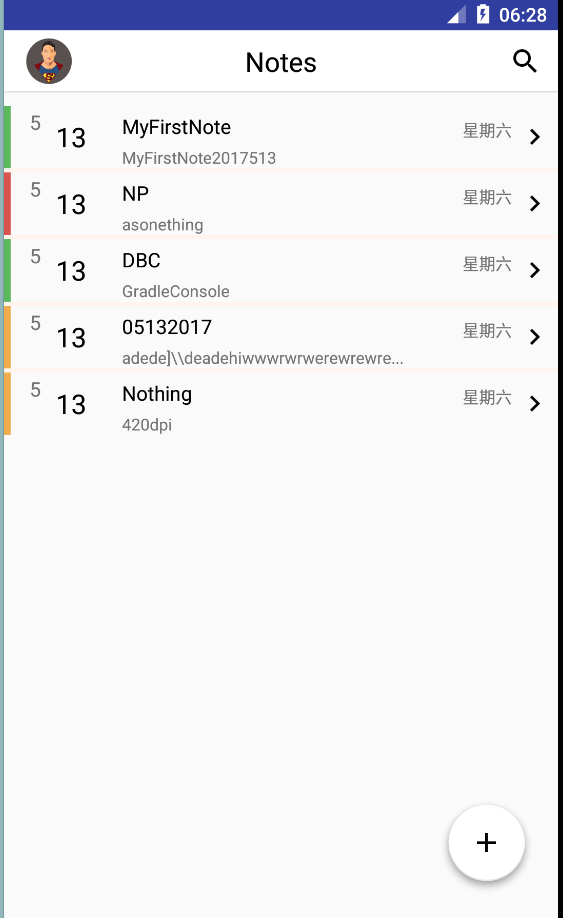 06:28
Notes
5 13 MyFirstNote 星期六
MyFirstNote2017513
5 13 NP 星期六
asonething
5 13 DBC 星期六
GradleConsole
5 13 05132017 星期六
adede]\\deadehiwwwrwrwerewrewre...
5 13 Nothing 星期六
420dpi